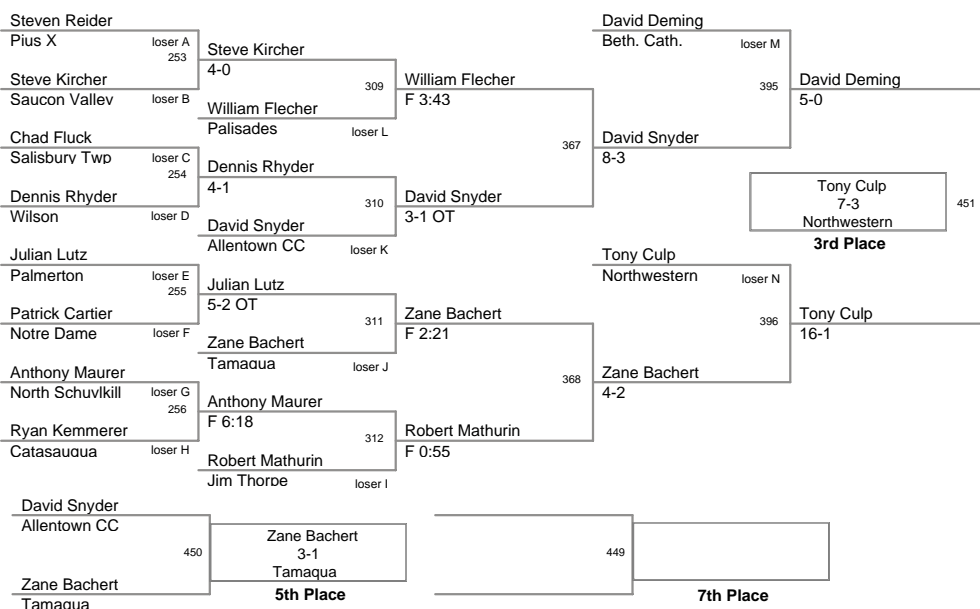 Steven Reider
Pius X
loser A
253
Steve Kircher
Saucon Valley
loser B
Chad Fluck
Salisbury Twp
loser C
254
Dennis Rhyder
Wilson
loser D
Julian Lutz
Palmerton
loser E
255
Patrick Cartier
Notre Dame
loser F
Anthony Maurer
North Schuylkill
loser G
256
Ryan Kemmerer
Catasauqua
loser H
Steve Kircher
4-0
309
William Flecher
Palisades
loser L
Dennis Rhyder
4-1
310
David Snyder
Allentown CC
loser K
Julian Lutz
5-2 OT
311
Zane Bachert
Tamaqua
loser J
Anthony Maurer
F 6:18
312
Robert Mathurin
Jim Thorpe
loser I
William Flecher
F 3:43
367
David Snyder
3-1 OT
Zane Bachert
F 2:21
368
Robert Mathurin
F 0:55
David Deming
Beth. Cath.
loser M
395
David Snyder
8-3
Tony Culp
Northwestern
loser N
396
Zane Bachert
4-2
David Deming
5-0
Tony Culp
7-3
Northwestern
451
3rd Place
Tony Culp
16-1
David Snyder
Allentown CC
450
Zane Bachert
Tamaqua
Zane Bachert
3-1
Tamaqua
5th Place
449
7th Place